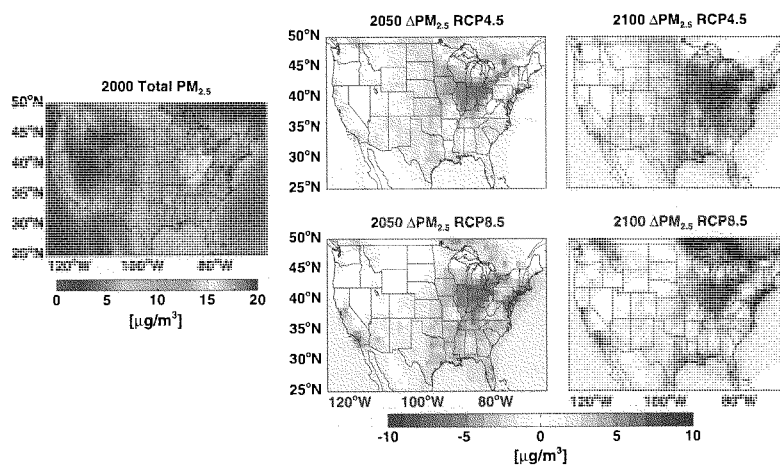 2000 Total PM2.5
50°N
45°N
40°N
35°N
30°N
25°N
120°W 100°W 80°W
0 5 10 15 20
[µg/m³]
2050 ΔPM2.5 RCP4.5
50°N
45°N
40°N
35°N
30°N
25°N
2100 ΔPM2.5 RCP4.5
2050 ΔPM2.5 RCP8.5
50°N
45°N
40°N
35°N
30°N
25°N
120°W 100°W 80°W
2100 ΔPM2.5 RCP8.5
120°W 100°W 80°W
-10 -5 0 5 10
[µg/m³]